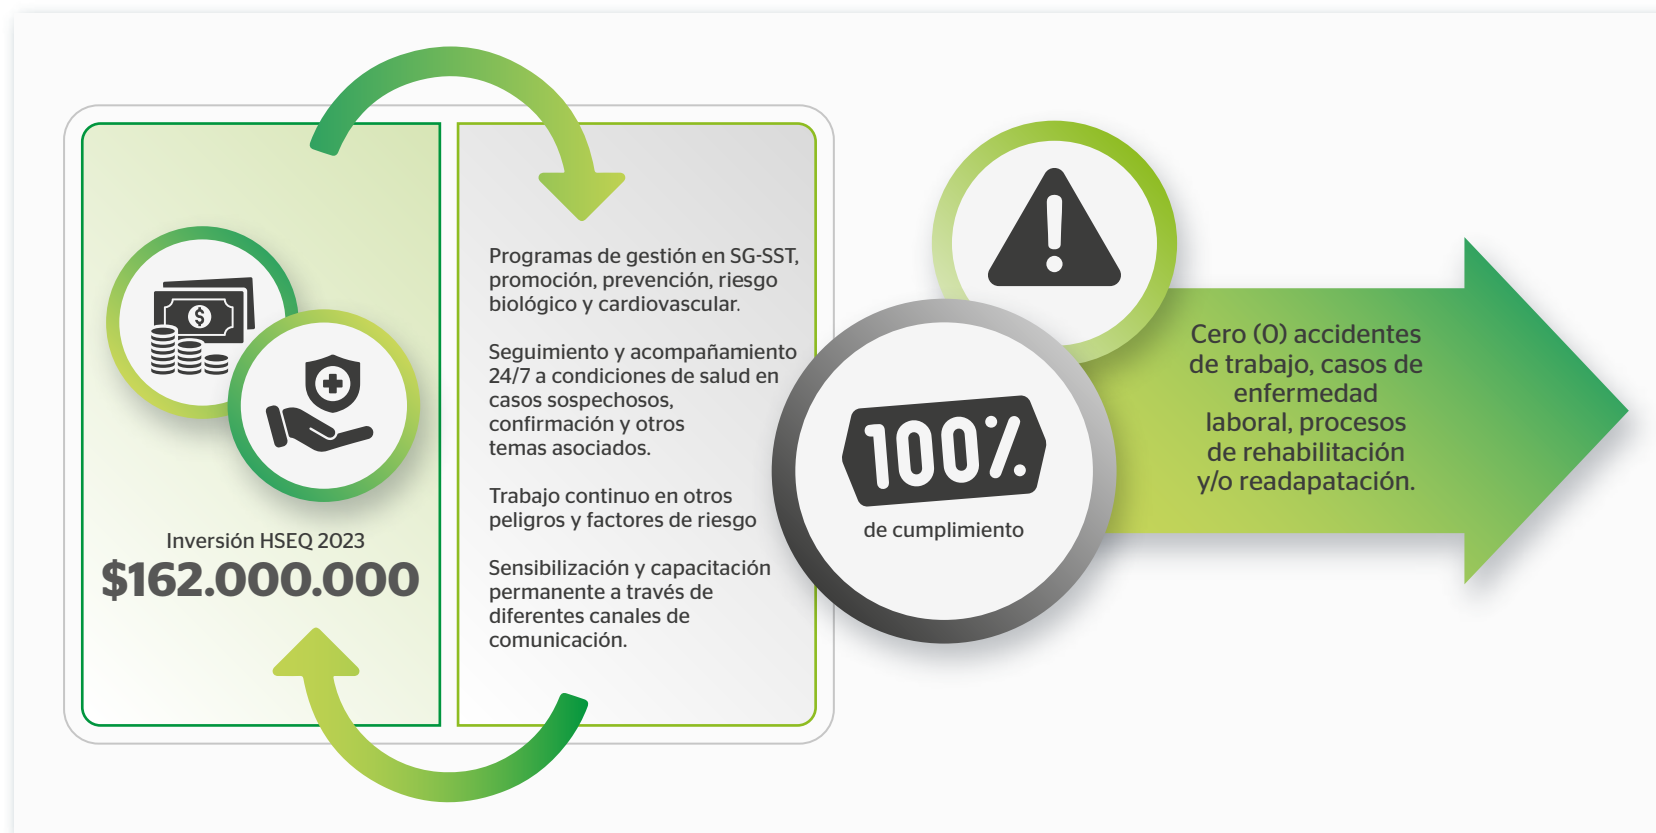 Inversión HSEQ 2023
$162.000.000
Programas de gestión en SG-SST,
promoción, prevención, riesgo
biológico y cardiovascular.
Seguimiento y acompañamiento
24/7 a condiciones de salud en
casos sospechosos,
confirmación y otros
temas asociados.
Trabajo continuo en otros
peligros y factores de riesgo
Sensibilización y capacitación
permanente a través de
diferentes canales de
comunicación.
100%
de cumplimiento
Cero (0) accidentes
de trabajo, casos de
enfermedad
laboral, procesos
de rehabilitación
y/o readapatación.